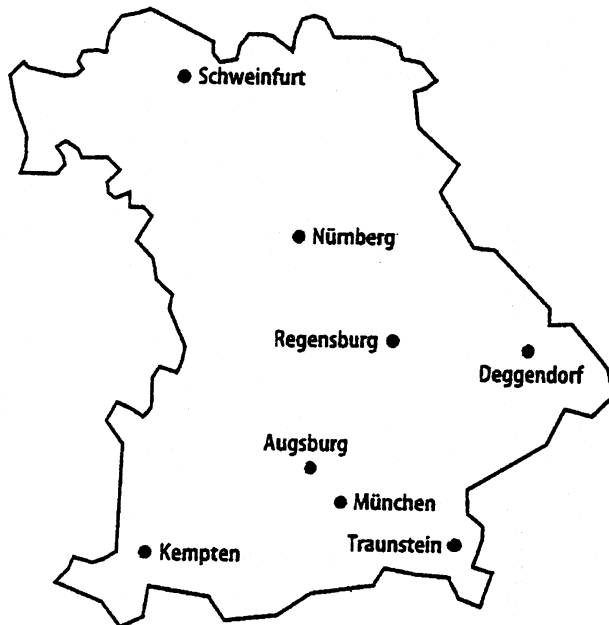 Schweinfurt
Nürnberg
Regensburg
Deggendorf
Augsburg
München
Traunstein
Kempten